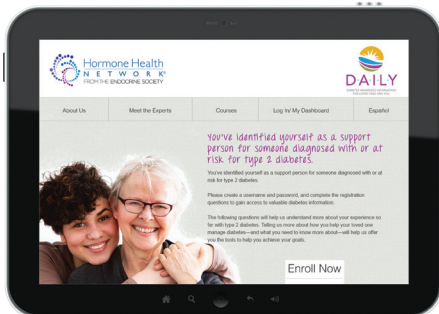 Hormone Health
NETWORK®
FROM THE ENDOCRINE SOCIETY
DAILY
About Us
Meet the Experts
Courses
Log In/ My Dashboard
Español
You've identified yourself as a support
person for someone diagnosed with or at
risk for type 2 diabetes.
You've identified yourself as a support person for someone diagnosed with or at
risk for type 2 diabetes.
Please create a username and password, and complete the registration
questions to gain access to valuable diabetes information.
The following questions will help us understand more about your experience so
far with type 2 diabetes. Telling us more about how you help your loved one
manage diabetes—and what you need to know more about—will help us offer
you the tools to help you achieve your goals.
Enroll Now